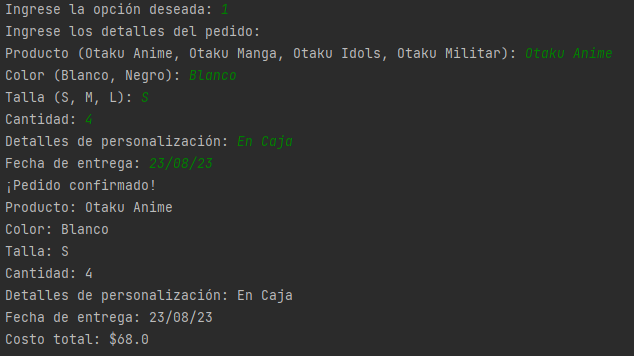 Ingrese la opción deseada: 1
Ingrese los detalles del pedido:
Producto (Otaku Anime, Otaku Manga, Otaku Idols, Otaku Militar): Otaku Anime
Color (Blanco, Negro): Blanco
Talla (S, M, L): S
Cantidad: 4
Detalles de personalización: En Caja
Fecha de entrega: 23/08/23
¡Pedido confirmado!
Producto: Otaku Anime
Color: Blanco
Talla: S
Cantidad: 4
Detalles de personalización: En Caja
Fecha de entrega: 23/08/23
Costo total: $68.0